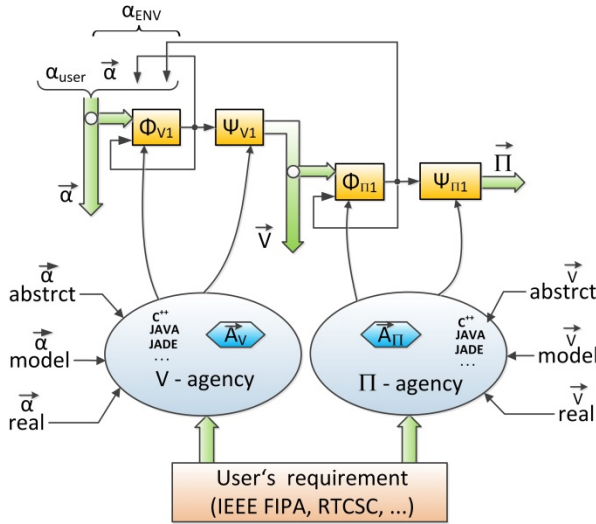 α_ENV
α_user
α
Φ_V1
Ψ_V1
α
V
Φ_Π1
Ψ_Π1
Π
α
abstrct
α
model
α
real
C++
JAVA
JADE
...
A_V
V - agency
C++
JAVA
JADE
...
A_Π
Π - agency
v
abstrct
v
model
v
real
User‘s requirement
(IEEE FIPA, RTCSC, ...)